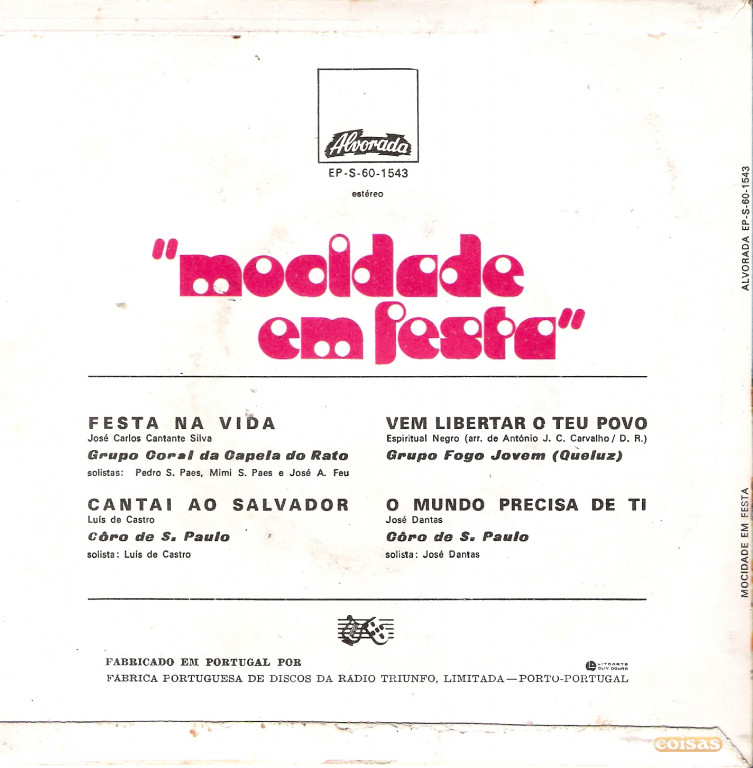 Alvorada
EP-S-60-1543
estéreo
"mocidade
em festa"
FESTA NA VIDA
José Carlos Cantante Silva
Grupo Coral da Capela do Rato
solistas: Pedro S. Paes, Mimi S. Paes e José A. Feu
CANTAI AO SALVADOR
Luís de Castro
Côro de S. Paulo
solista: Luís de Castro
VEM LIBERTAR O TEU POVO
Espiritual Negro (arr. de António J. C. Carvalho / D. R.)
Grupo Fogo Jovem (Queluz)
O MUNDO PRECISA DE TI
José Dantas
Côro de S. Paulo
solista: José Dantas
FABRICADO EM PORTUGAL POR
FABRICA PORTUGUESA DE DISCOS DA RADIO TRIUNFO, LIMITADA—PORTO-PORTUGAL
ALVORADA EP-S-60-1543
MOCIDADE EM FESTA
coisas